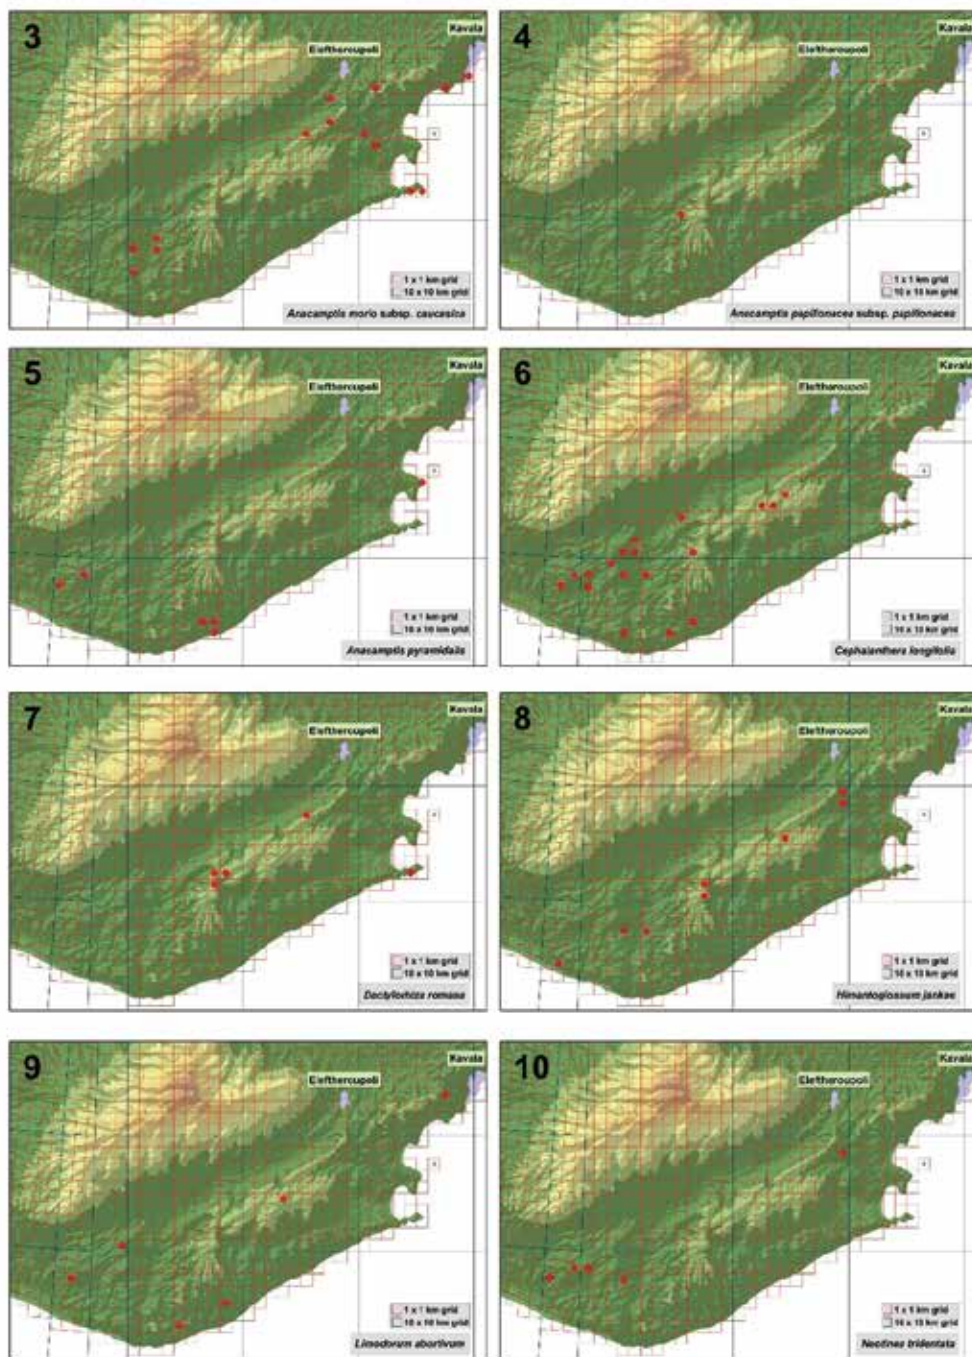 3
Kavala
Eleftheroupoli
1 x 1 km grid
10 x 10 km grid
Anacamptis morio subsp. caucasica
4
Kavala
Eleftheroupoli
1 x 1 km grid
10 x 10 km grid
Anacamptis papilionacea subsp. papilionacea
5
Kavala
Eleftheroupoli
1 x 1 km grid
10 x 10 km grid
Anacamptis pyramidalis
6
Kavala
Eleftheroupoli
1 x 1 km grid
10 x 10 km grid
Cephalanthera longifolia
7
Kavala
Eleftheroupoli
1 x 1 km grid
10 x 10 km grid
Dactylorhiza romana
8
Kavala
Eleftheroupoli
1 x 1 km grid
10 x 10 km grid
Himantoglossum jankae
9
Kavala
Eleftheroupoli
1 x 1 km grid
10 x 10 km grid
Limodorum abortivum
10
Kavala
Eleftheroupoli
1 x 1 km grid
10 x 10 km grid
Neotinea tridentata